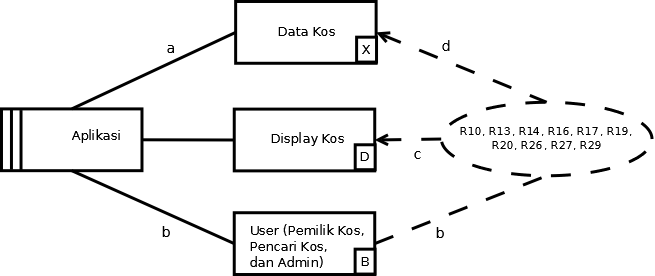 Data Kos
X
a
d
Aplikasi
Display Kos
D
c
R10, R13, R14, R16, R17, R19,
R20, R26, R27, R29
b
User (Pemilik Kos,
Pencari Kos,
dan Admin)
B
b